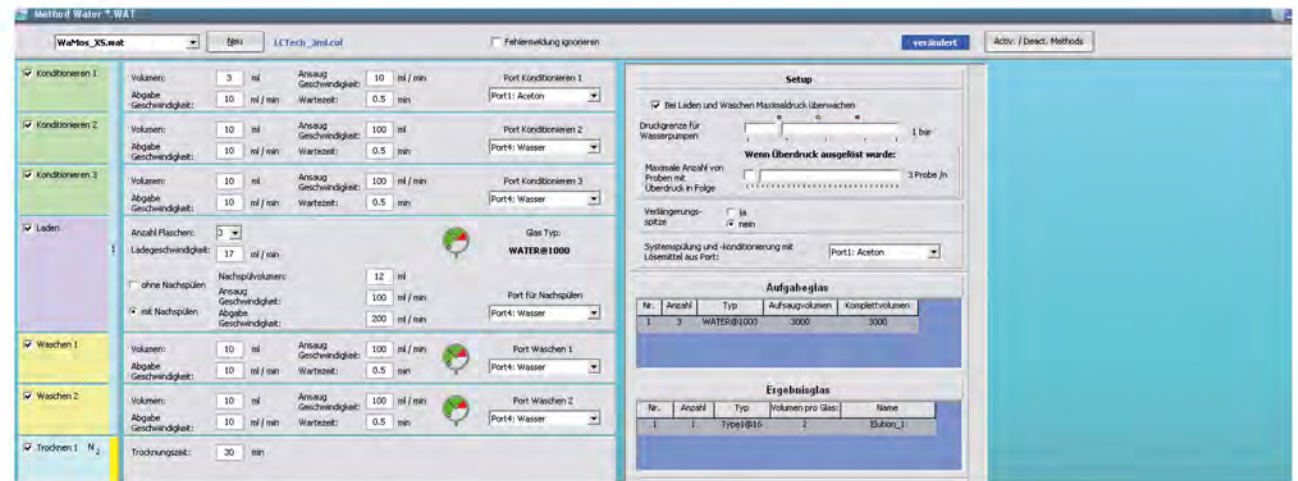 Method Water *.WAT
WaMos_XS.wat Neu LCTech_3ml.col Fehlermeldung ignorieren verändert Activ. / Deact. Methods
Konditionieren 1 Volumen: 3 ml Ansaug Geschwindigkeit: 10 ml / min Port Konditionieren 1
Abgabe Geschwindigkeit: 10 ml / min Wartezeit: 0.5 min Port1: Aceton
Konditionieren 2 Volumen: 10 ml Ansaug Geschwindigkeit: 100 ml / min Port Konditionieren 2
Abgabe Geschwindigkeit: 10 ml / min Wartezeit: 0.5 min Port4: Wasser
Konditionieren 3 Volumen: 10 ml Ansaug Geschwindigkeit: 100 ml / min Port Konditionieren 3
Abgabe Geschwindigkeit: 10 ml / min Wartezeit: 0.5 min Port4: Wasser
Laden Anzahl Flaschen: 3 Glas Typ:
1 Ladegeschwindigkeit: 17 ml / min WATER@1000
Nachspülvolumen: 12 ml
ohne Nachspülen Ansaug Geschwindigkeit: 100 ml / min Port für Nachspülen
mit Nachspülen Abgabe Geschwindigkeit: 200 ml / min Port4: Wasser
Waschen 1 Volumen: 10 ml Ansaug Geschwindigkeit: 100 ml / min Port Waschen 1
Abgabe Geschwindigkeit: 10 ml / min Wartezeit: 0.5 min Port4: Wasser
Waschen 2 Volumen: 10 ml Ansaug Geschwindigkeit: 100 ml / min Port Waschen 2
Abgabe Geschwindigkeit: 10 ml / min Wartezeit: 0.5 min Port4: Wasser
Trocknen 1 N 2 Trocknungszeit: 30 min
Setup
Bei Laden und Waschen Maximaldruck überwachen
Druckgrenze für
Wasserpumpen 1 bar
Wenn Überdruck ausgelöst wurde:
Maximale Anzahl von
Proben mit 3 Probe /n
Überdruck in Folge
Verlängerungs- ja
spitze nein
Systemspülung und -konditionierung mit
Lösemittel aus Port: Port1: Aceton
Aufgabeglas
Nr. Anzahl Typ Aufsaugvolumen Komplettvolumen
1 3 WATER@1000 3000 3000
Ergebnisglas
Nr. Anzahl Typ Volumen pro Glas: Name
1 1 Type1@16 2 Elution_1